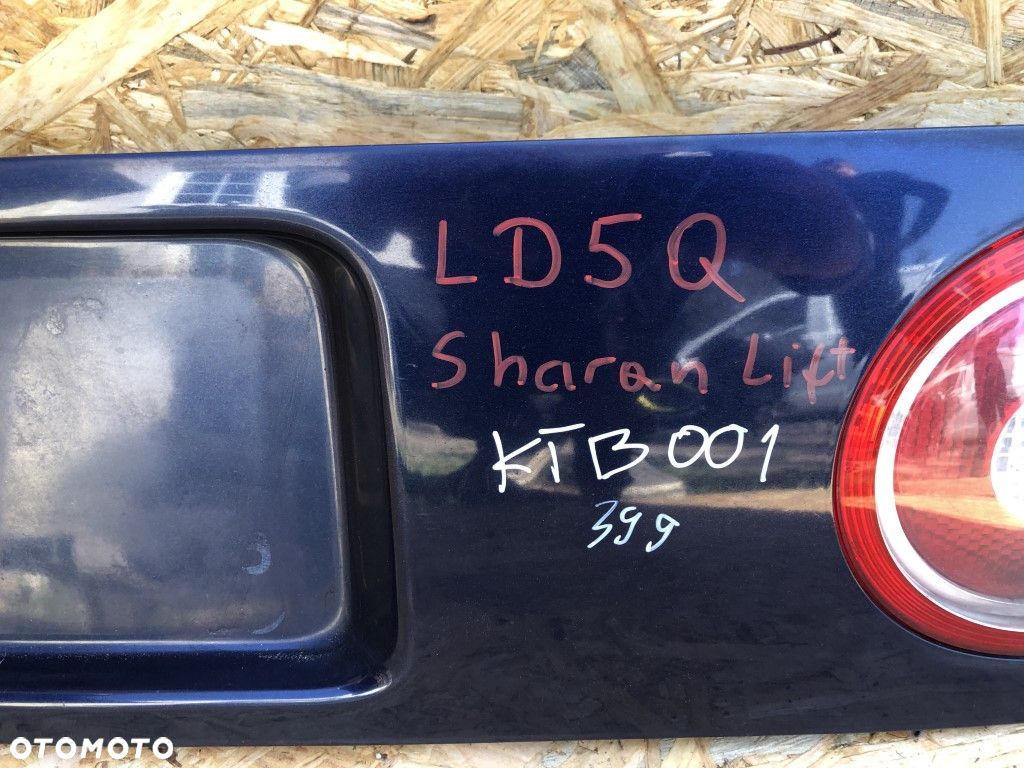 LD5Q
Sharan Lift
KTB001
399
OTOMOTO